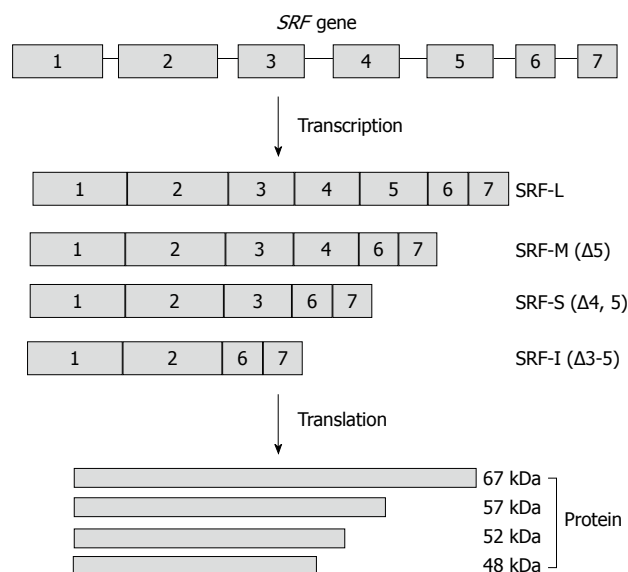 SRF gene
1 2 3 4 5 6 7
Transcription
1 2 3 4 5 6 7 SRF-L
1 2 3 4 6 7 SRF-M (Δ5)
1 2 3 6 7 SRF-S (Δ4, 5)
1 2 6 7 SRF-I (Δ3-5)
Translation
67 kDa
57 kDa
Protein
52 kDa
48 kDa